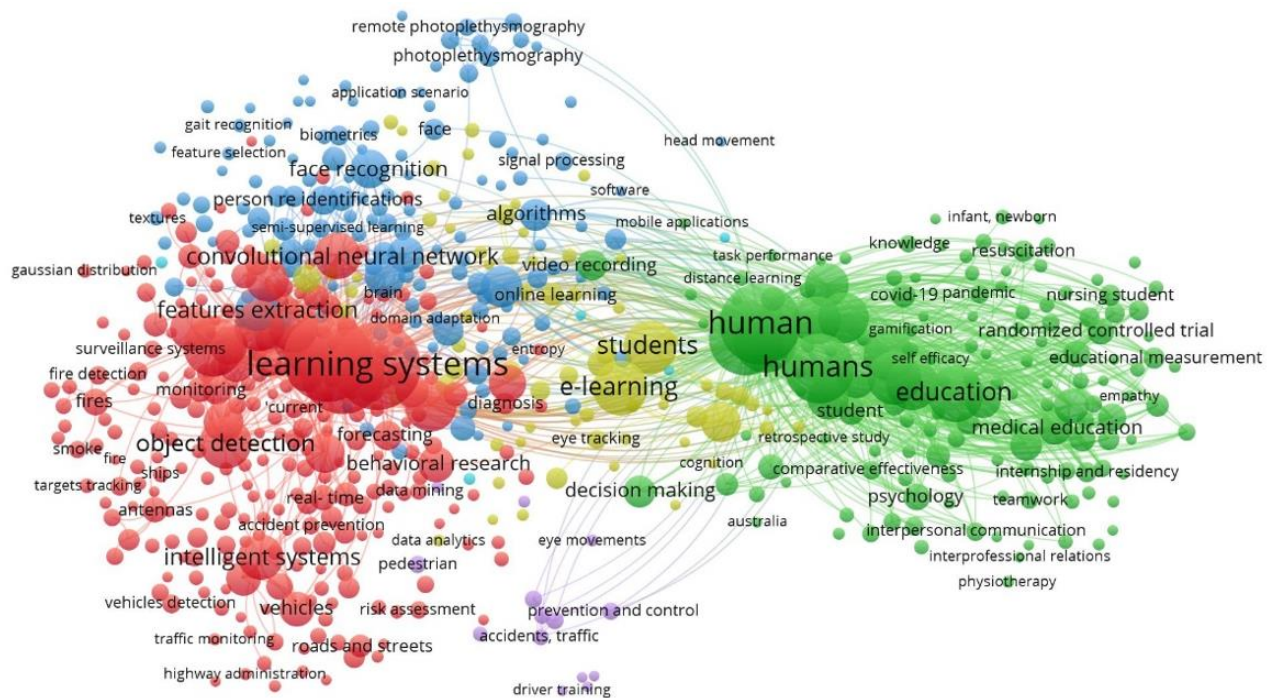 remote photoplethysmography
photoplethysmography
application scenario
gait recognition
biometrics
face
head movement
feature selection
signal processing
face recognition
software
person re identifications
textures
algorithms
mobile applications
infant, newborn
semi-supervised learning
knowledge
resuscitation
convolutional neural network
video recording
task performance
gaussian distribution
distance learning
brain
online learning
covid-19 pandemic
nursing student
features extraction
domain adaptation
human
gamification
randomized controlled trial
surveillance systems
entropy
students
learning systems
humans
self efficacy
educational measurement
fire detection
monitoring
e-learning
education
fires
'current
diagnosis
student
empathy
object detection
forecasting
eye tracking
retrospective study
medical education
smoke
fire
behavioral research
cognition
ships
comparative effectiveness
internship and residency
targets tracking
real- time
data mining
decision making
psychology
teamwork
antennas
accident prevention
australia
interpersonal communication
data analytics
eye movements
intelligent systems
pedestrian
interprofessional relations
physiotherapy
vehicles detection
vehicles
risk assessment
prevention and control
traffic monitoring
roads and streets
accidents, traffic
highway administration
driver training